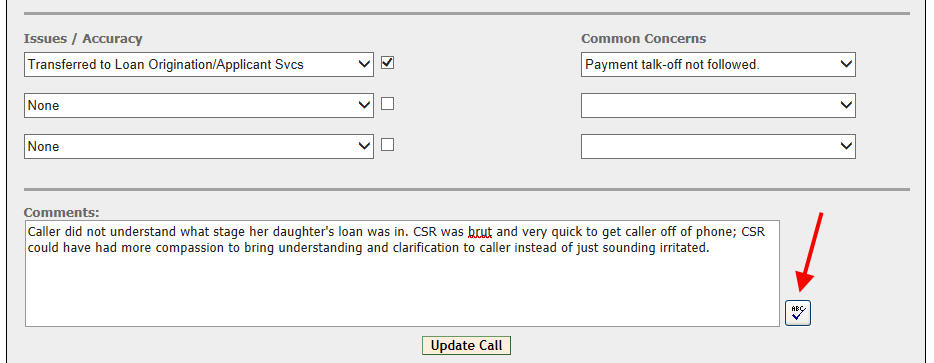 Issues / Accuracy Common Concerns
Transferred to Loan Origination/Applicant Svcs Payment talk-off not followed.
None
None
Comments:
Caller did not understand what stage her daughter's loan was in. CSR was brut and very quick to get caller off of phone; CSR
could have had more compassion to bring understanding and clarification to caller instead of just sounding irritated.
ABC
Update Call